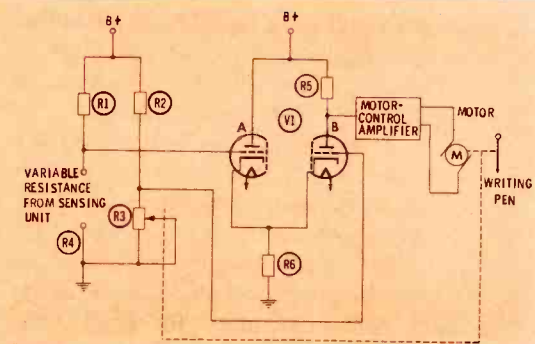 B+
B+
R1
R2
R5
V1
A
B
MOTOR-
CONTROL
AMPLIFIER
MOTOR
M
WRITING
PEN
VARIABLE
RESISTANCE
FROM SENSING
UNIT
R3
R4
R6